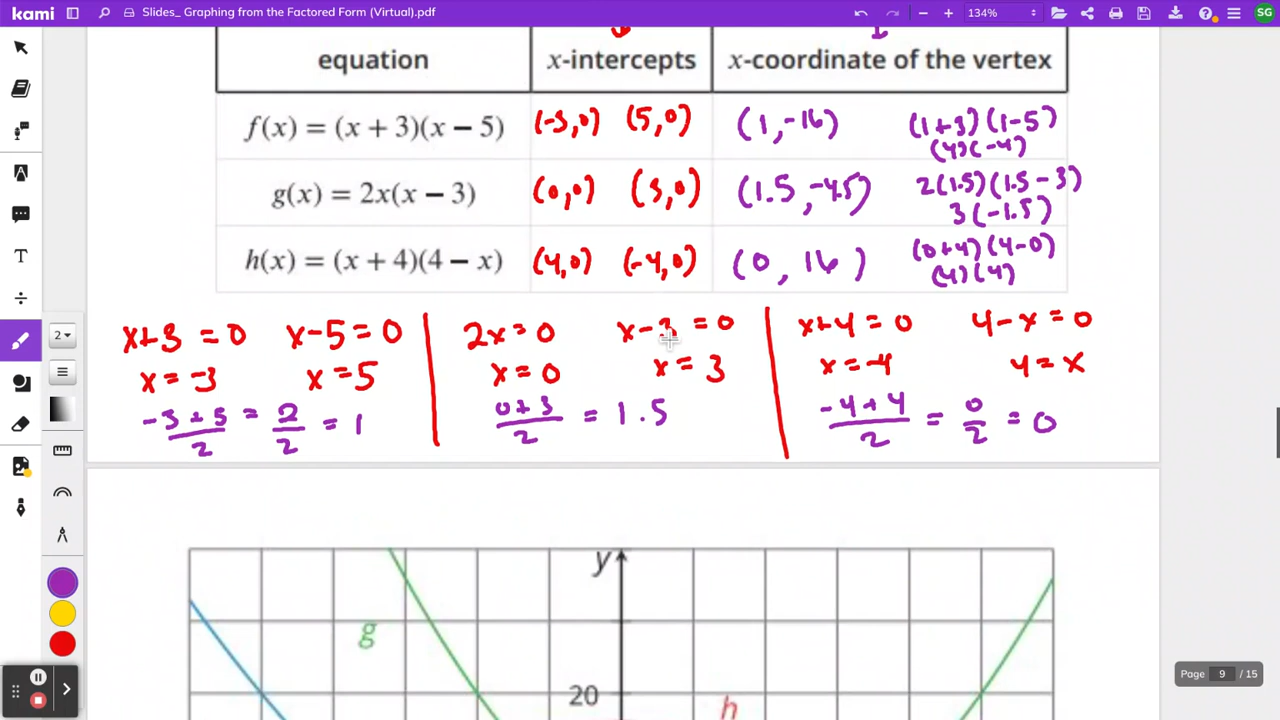 kami Slides_ Graphing from the Factored Form (Virtual).pdf 134% SG
equation x-intercepts x-coordinate of the vertex
f(x) = (x + 3)(x − 5) (-3,0) (5,0) (1,-16) (1+3)(1-5)
(4)(-4)
g(x) = 2x(x − 3) (0,0) (3,0) (1.5,-4.5) 2(1.5)(1.5-3)
3(-1.5)
h(x) = (x + 4)(4 − x) (4,0) (-4,0) (0, 16) (0+4)(4-0)
(4)(4)
x+3 = 0 x-5=0 2x=0 x-3=0 x+4=0 4-x=0
x=-3 x=5 x=0 x=3 x=-4 4=x
-3+5/2 = 2/2 = 1 0+3/2 = 1.5 -4+4/2 = 0/2 = 0
2
T
y
g
20
h
Page 9 / 15